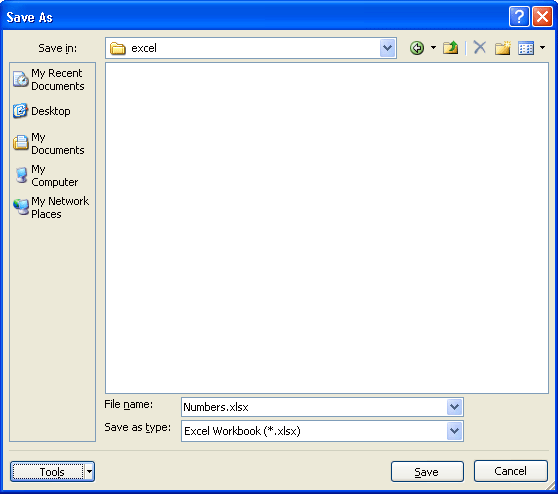 Save As
Save in:
excel
My Recent
Documents
Desktop
My
Documents
My
Computer
My Network
Places
File name:
Numbers.xlsx
Save as type:
Excel Workbook (*.xlsx)
Tools
Save
Cancel